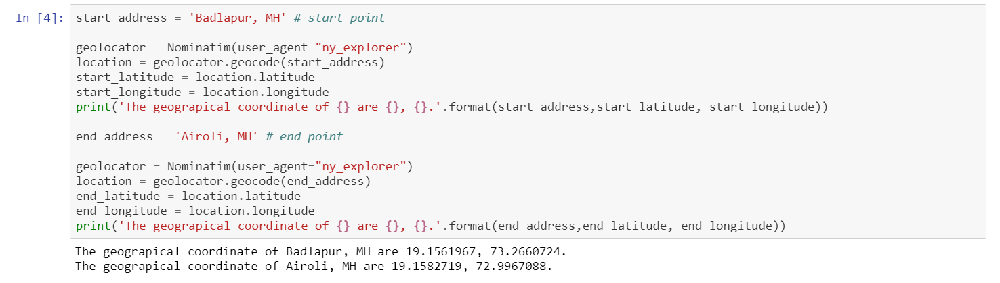 In [4]: start_address = 'Badlapur, MH' # start point
geolocator = Nominatim(user_agent="ny_explorer")
location = geolocator.geocode(start_address)
start_latitude = location.latitude
start_longitude = location.longitude
print('The geograpical coordinate of {} are {}, {}.'.format(start_address,start_latitude, start_longitude))
end_address = 'Airoli, MH' # end point
geolocator = Nominatim(user_agent="ny_explorer")
location = geolocator.geocode(end_address)
end_latitude = location.latitude
end_longitude = location.longitude
print('The geograpical coordinate of {} are {}, {}.'.format(end_address,end_latitude, end_longitude))
The geograpical coordinate of Badlapur, MH are 19.1561967, 73.2660724.
The geograpical coordinate of Airoli, MH are 19.1582719, 72.9967088.